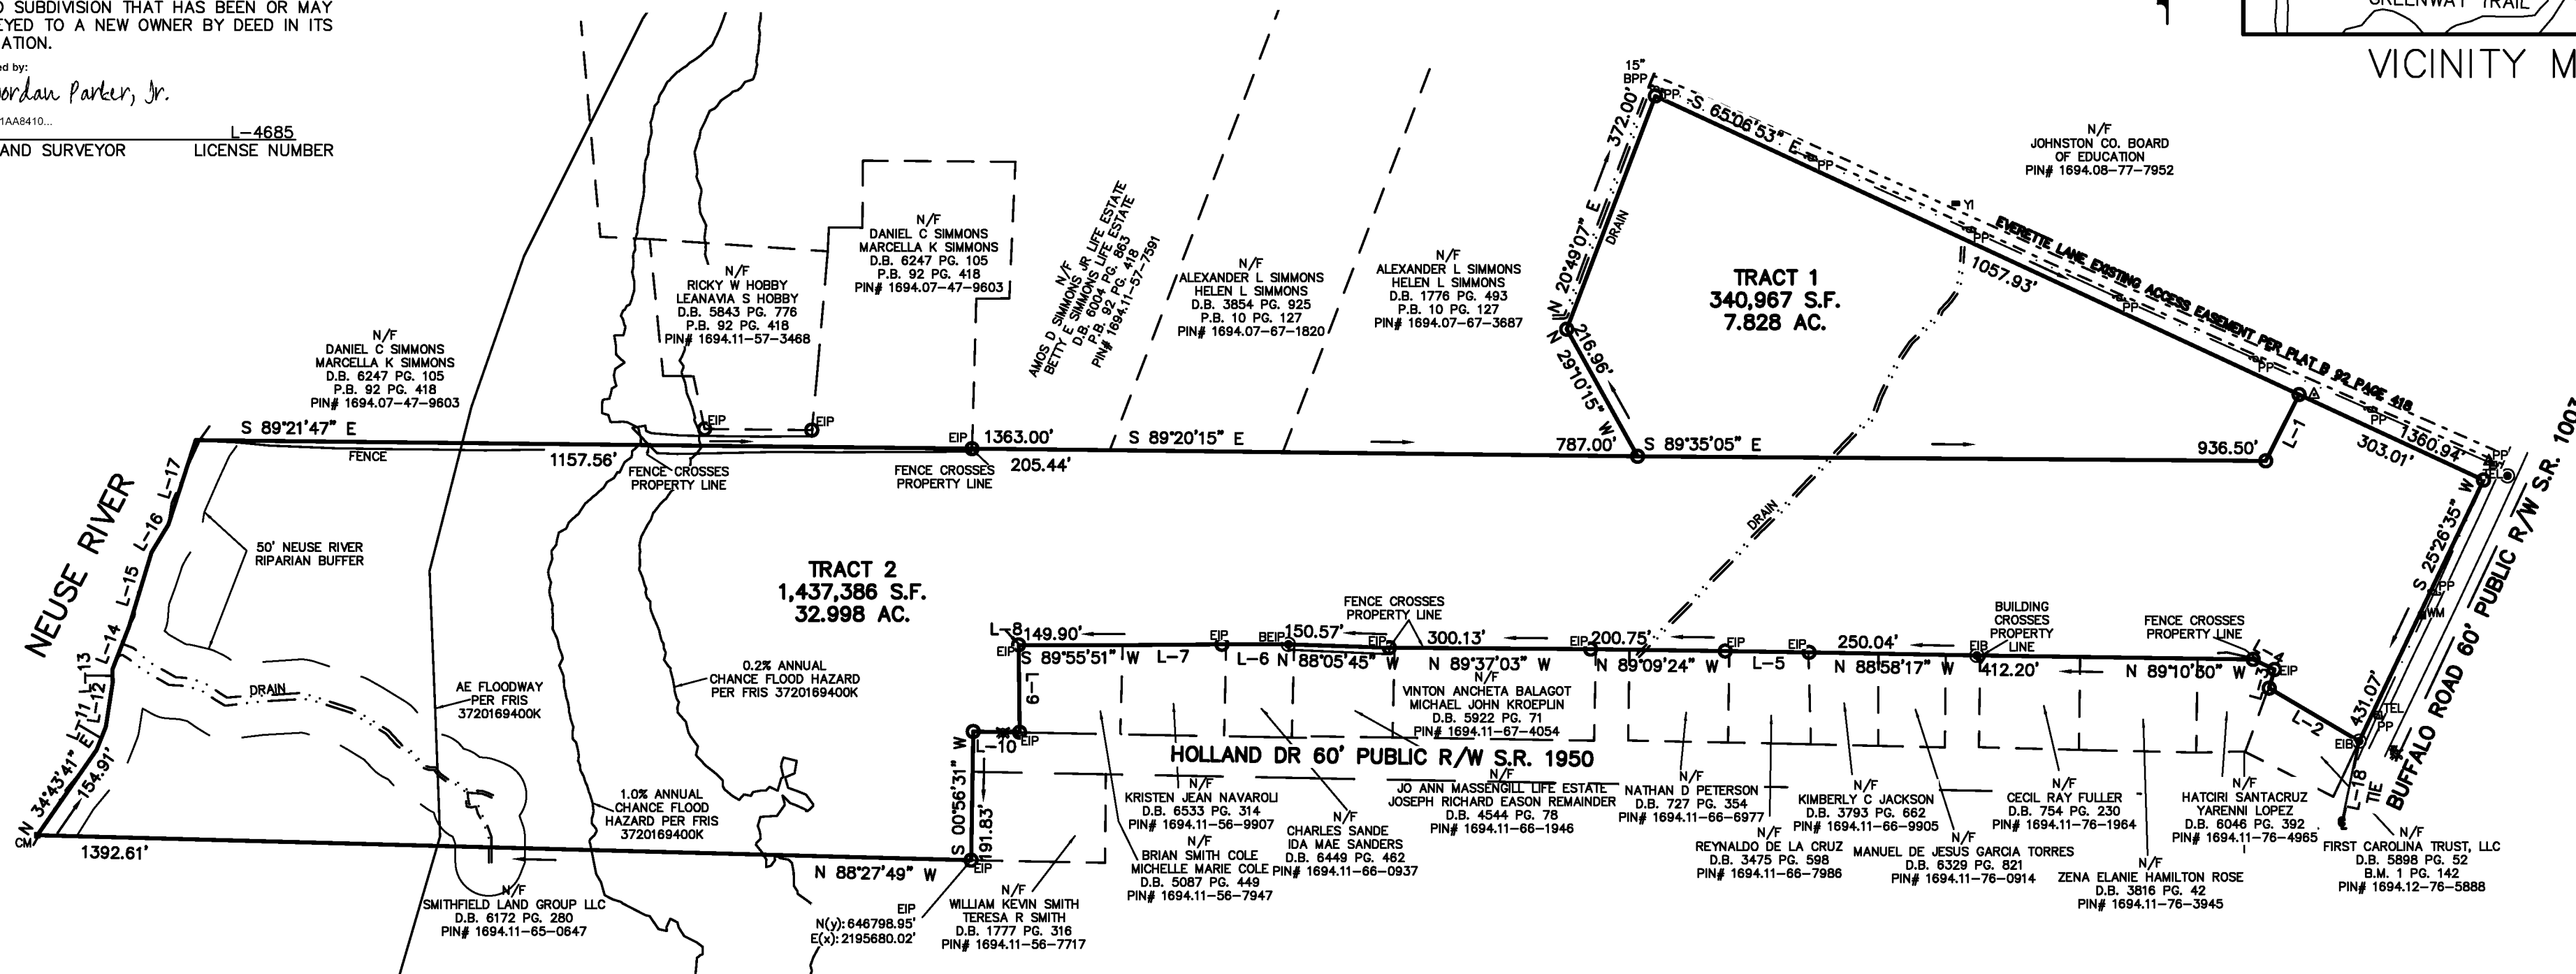 D SUBDIVISION THAT HAS BEEN OR MAY
EYED TO A NEW OWNER BY DEED IN ITS
ATION.
ed by:
ordan Parker, Jr.
1AA8410...
L-4685
AND SURVEYOR LICENSE NUMBER
GREENWAY TRAIL
VICINITY M
N/F
JOHNSTON CO. BOARD
OF EDUCATION
PIN# 1694.08-77-7952
15"
BPP
PP
S 65°06'53" E
PP
YI
PP
EVERETTE LANE EXISTING ACCESS EASEMENT PER PLAT B 92 PAGE 418
1057.93'
PP
PP
PP
PP
TEL
1360.94'
303.01'
L-1
372.00'
N 20°49'07" E
DRAIN
216.96'
N 29°10'15" W
TRACT 1
340,967 S.F.
7.828 AC.
N/F
DANIEL C SIMMONS
MARCELLA K SIMMONS
D.B. 6247 PG. 105
P.B. 92 PG. 418
PIN# 1694.07-47-9603
N/F
RICKY W HOBBY
LEANAVIA S HOBBY
D.B. 5843 PG. 776
P.B. 92 PG. 418
PIN# 1694.11-57-3468
N/F
DANIEL C SIMMONS
MARCELLA K SIMMONS
D.B. 6247 PG. 105
P.B. 92 PG. 418
PIN# 1694.07-47-9603
N/F
AMOS D SIMMONS JR LIFE ESTATE
BETTY E SIMMONS LIFE ESTATE
D.B. 6004 PG. 863
P.B. 92 PG. 418
PIN# 1694.11-57-7591
N/F
ALEXANDER L SIMMONS
HELEN L SIMMONS
D.B. 3854 PG. 925
P.B. 10 PG. 127
PIN# 1694.07-67-1820
N/F
ALEXANDER L SIMMONS
HELEN L SIMMONS
D.B. 1776 PG. 493
P.B. 10 PG. 127
PIN# 1694.07-67-3687
EIP
EIP
S 89°21'47" E
FENCE
1157.56'
FENCE CROSSES
PROPERTY LINE
EIP
FENCE CROSSES
PROPERTY LINE
1363.00'
205.44'
S 89°20'15" E
787.00'
S 89°35'05" E
936.50'
NEUSE RIVER
L-17
L-16
L-15
L-14
L-13
L-12
L-11
50' NEUSE RIVER
RIPARIAN BUFFER
DRAIN
AE FLOODWAY
PER FRIS
3720169400K
0.2% ANNUAL
CHANCE FLOOD HAZARD
PER FRIS 3720169400K
1.0% ANNUAL
CHANCE FLOOD
HAZARD PER FRIS
3720169400K
TRACT 2
1,437,386 S.F.
32.998 AC.
DRAIN
N 34°43'41" E
154.91'
CM
1392.61'
N 88°27'49" W
EIP
S 00°56'31" W
191.83'
L-10
EIP
L-9
L-8
EIP
149.90'
S 89°55'51" W
L-7
EIP
L-6
BEIP
150.57'
N 88°05'45" W
EIP
FENCE CROSSES
PROPERTY LINE
300.13'
N 89°37'03" W
EIP
200.75'
N 89°09'24" W
EIP
L-5
250.04'
N 88°58'17" W
EIB
BUILDING
CROSSES
PROPERTY
LINE
412.20'
N 89°10'50" W
FENCE CROSSES
PROPERTY LINE
L-4
EIP
L-3
L-2
EIB
L-18
TIE
S 25°26'35" W
PP
WM
431.07'
TEL
PP
BUFFALO ROAD 60' PUBLIC R/W S.R. 1003
N/F
VINTON ANCHETA BALAGOT
MICHAEL JOHN KROEPLIN
D.B. 5922 PG. 71
PIN# 1694.11-67-4054
HOLLAND DR 60' PUBLIC R/W S.R. 1950
N/F
SMITHFIELD LAND GROUP LLC
D.B. 6172 PG. 280
PIN# 1694.11-65-0647
EIP
N(y): 646798.95'
E(x): 2195680.02'
N/F
WILLIAM KEVIN SMITH
TERESA R SMITH
D.B. 1777 PG. 316
PIN# 1694.11-56-7717
N/F
KRISTEN JEAN NAVAROLI
D.B. 6533 PG. 314
PIN# 1694.11-56-9907
N/F
BRIAN SMITH COLE
MICHELLE MARIE COLE
D.B. 5087 PG. 449
PIN# 1694.11-56-7947
N/F
CHARLES SANDE
IDA MAE SANDERS
D.B. 6449 PG. 462
PIN# 1694.11-66-0937
N/F
JO ANN MASSENGILL LIFE ESTATE
JOSEPH RICHARD EASON REMAINDER
D.B. 4544 PG. 78
PIN# 1694.11-66-1946
N/F
NATHAN D PETERSON
D.B. 727 PG. 354
PIN# 1694.11-66-6977
N/F
REYNALDO DE LA CRUZ
D.B. 3475 PG. 598
PIN# 1694.11-66-7986
N/F
KIMBERLY C JACKSON
D.B. 3793 PG. 662
PIN# 1694.11-66-9905
N/F
MANUEL DE JESUS GARCIA TORRES
D.B. 6329 PG. 821
PIN# 1694.11-76-0914
N/F
CECIL RAY FULLER
D.B. 754 PG. 230
PIN# 1694.11-76-1964
N/F
ZENA ELANIE HAMILTON ROSE
D.B. 3816 PG. 42
PIN# 1694.11-76-3945
N/F
HATCIRI SANTACRUZ
YARENNI LOPEZ
D.B. 6046 PG. 392
PIN# 1694.11-76-4965
N/F
FIRST CAROLINA TRUST, LLC
D.B. 5898 PG. 52
B.M. 1 PG. 142
PIN# 1694.12-76-5888